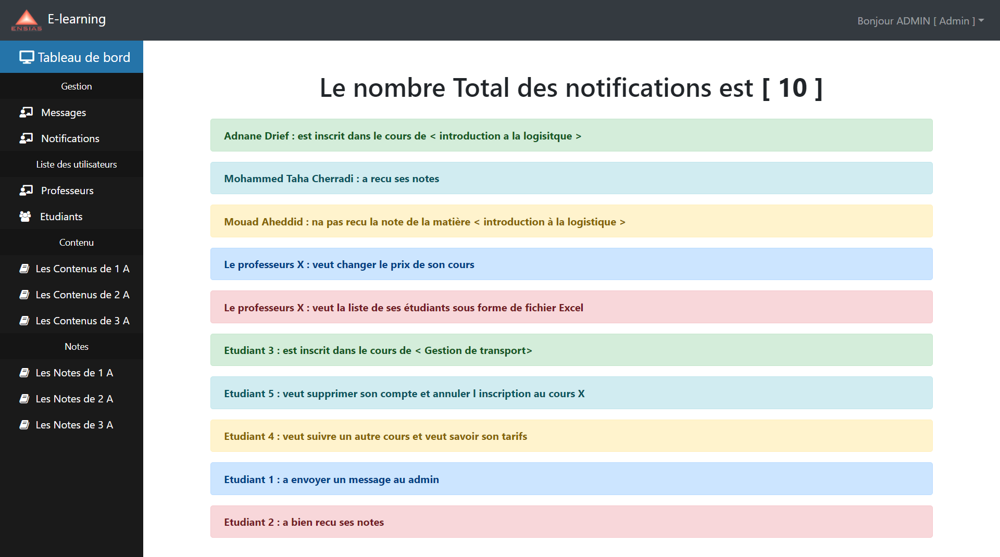 ENSIAS
E-learning
Bonjour ADMIN [ Admin ]
Tableau de bord
Gestion
Messages
Notifications
Liste des utilisateurs
Professeurs
Etudiants
Contenu
Les Contenus de 1 A
Les Contenus de 2 A
Les Contenus de 3 A
Notes
Les Notes de 1 A
Les Notes de 2 A
Les Notes de 3 A
Le nombre Total des notifications est [ 10 ]
Adnane Drief : est inscrit dans le cours de < introduction a la logisitque >
Mohammed Taha Cherradi : a recu ses notes
Mouad Aheddid : na pas recu la note de la matière < introduction à la logistique >
Le professeurs X : veut changer le prix de son cours
Le professeurs X : veut la liste de ses étudiants sous forme de fichier Excel
Etudiant 3 : est inscrit dans le cours de < Gestion de transport>
Etudiant 5 : veut supprimer son compte et annuler l inscription au cours X
Etudiant 4 : veut suivre un autre cours et veut savoir son tarifs
Etudiant 1 : a envoyer un message au admin
Etudiant 2 : a bien recu ses notes